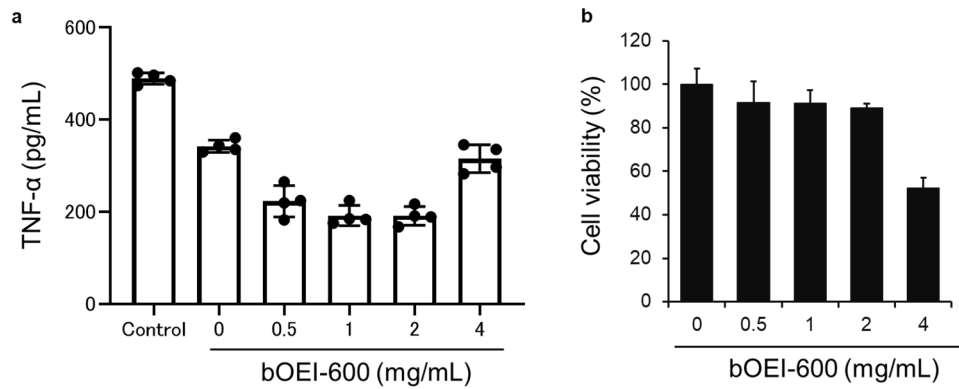 a
TNF-α (pg/mL)
600
400
200
0
Control 0 0.5 1 2 4
bOEI-600 (mg/mL)
b
Cell viability (%)
120
100
80
60
40
20
0
0 0.5 1 2 4
bOEI-600 (mg/mL)